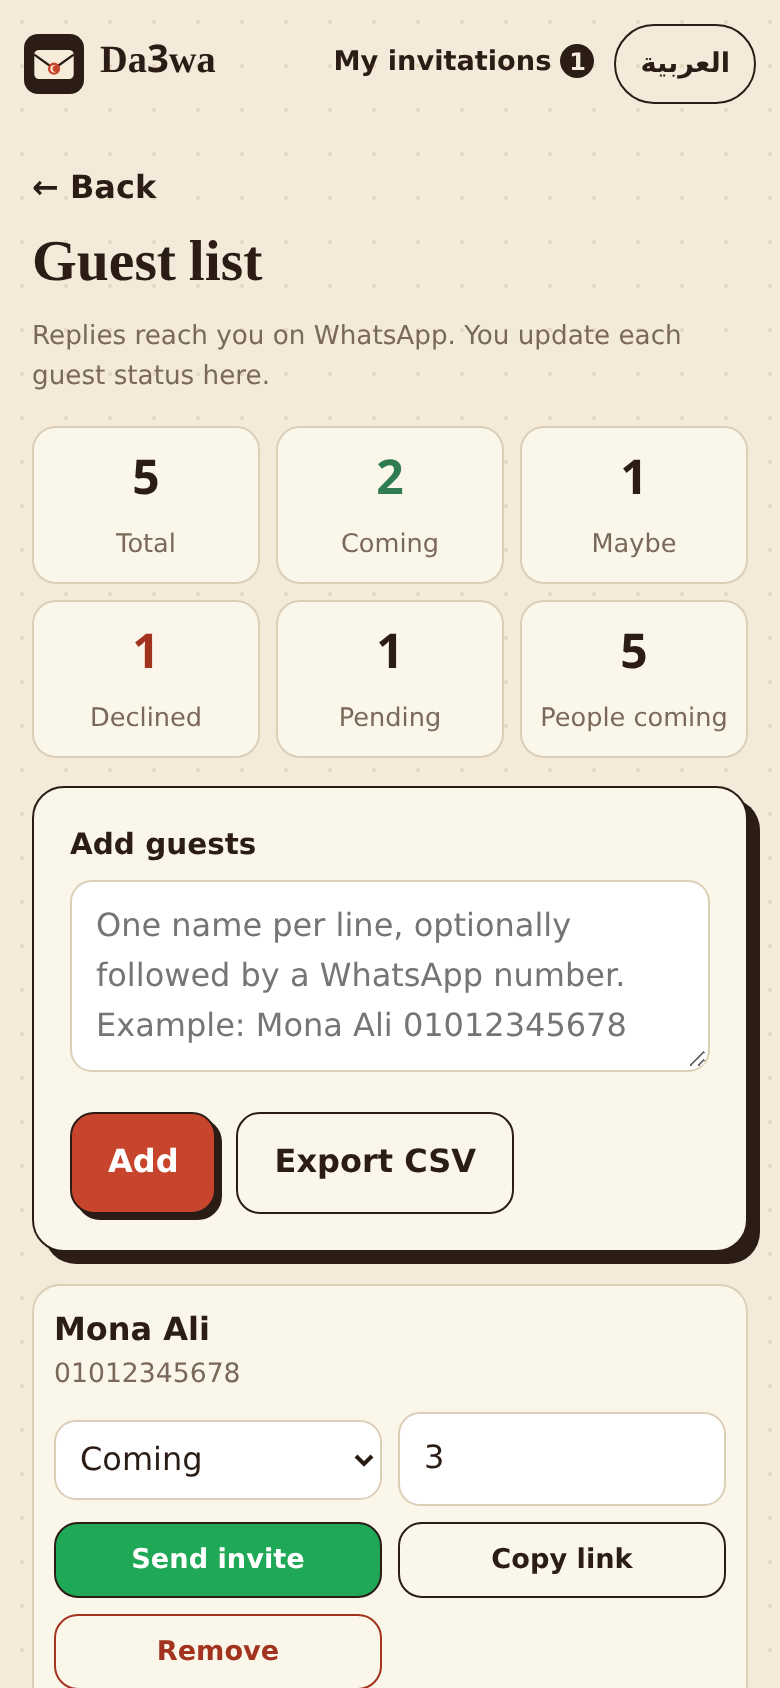 Da3wa
My invitations 1
العربية
← Back
Guest list
Replies reach you on WhatsApp. You update each
guest status here.
5
Total
2
Coming
1
Maybe
1
Declined
1
Pending
5
People coming
Add guests
One name per line, optionally
followed by a WhatsApp number.
Example: Mona Ali 01012345678
Add
Export CSV
Mona Ali
01012345678
Coming
3
Send invite
Copy link
Remove